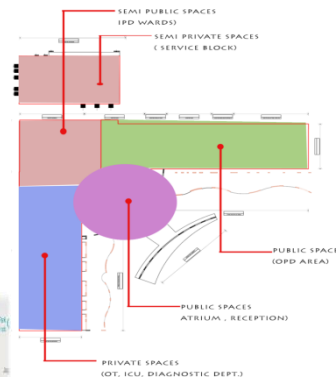 SEMI PUBLIC SPACES
(IPD WARDS)
SEMI PRIVATE SPACES
( SERVICE BLOCK)
PUBLIC SPACE
(OPD AREA)
PUBLIC SPACES
ATRIUM , RECEPTION)
PRIVATE SPACES
(OT, ICU, DIAGNOSTIC DEPT.)